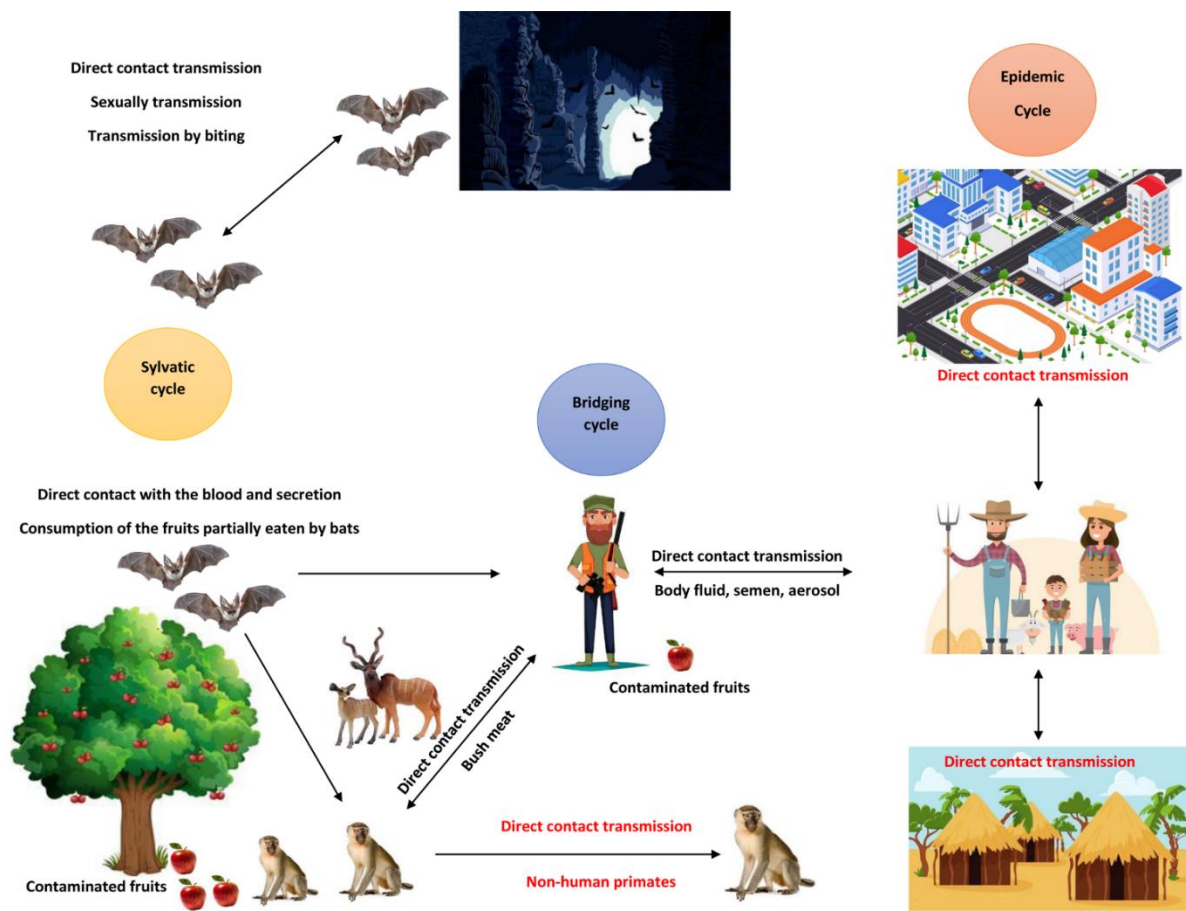 Direct contact transmission
Sexually transmission
Transmission by biting
Epidemic
Cycle
Direct contact transmission
Sylvatic
cycle
Bridging
cycle
Direct contact with the blood and secretion
Consumption of the fruits partially eaten by bats
Direct contact transmission
Body fluid, semen, aerosol
Contaminated fruits
Direct contact transmission
Bush meat
Direct contact transmission
Direct contact transmission
Non-human primates
Contaminated fruits